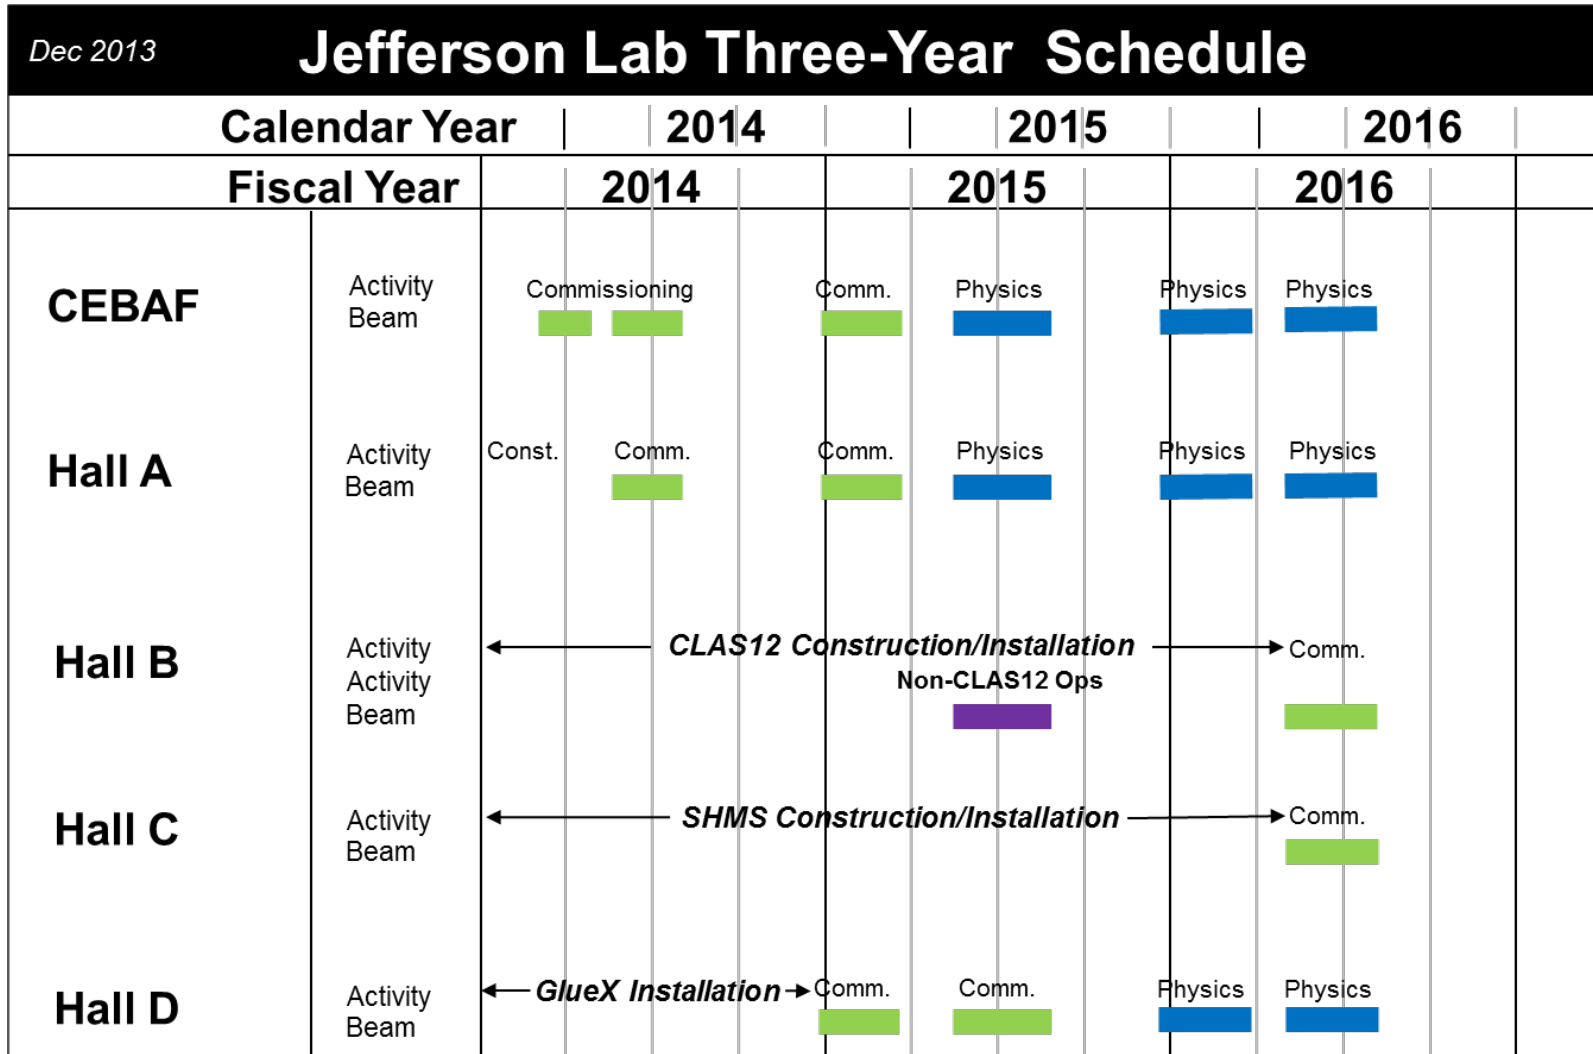 Dec 2013
Jefferson Lab Three-Year Schedule
Calendar Year 2014 2015 2016
Fiscal Year 2014 2015 2016
CEBAF
Activity
Beam
Commissioning Comm. Physics Physics Physics
Hall A
Activity
Beam
Const. Comm. Comm. Physics Physics Physics
Hall B
Activity
Activity
Beam
CLAS12 Construction/Installation Comm.
Non-CLAS12 Ops
Hall C
Activity
Beam
SHMS Construction/Installation Comm.
Hall D
Activity
Beam
GlueX Installation Comm. Comm. Physics Physics